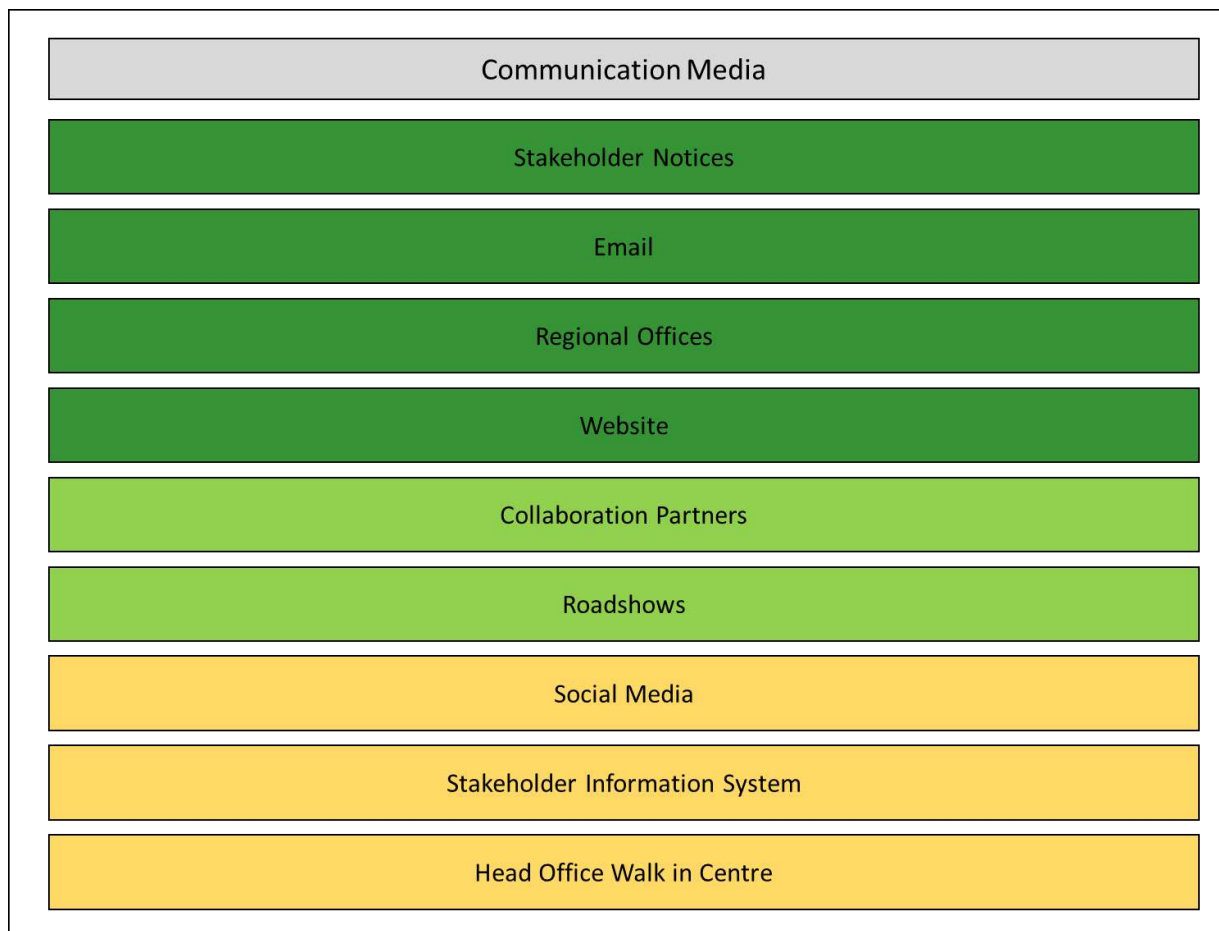 Communication Media
Stakeholder Notices
Email
Regional Offices
Website
Collaboration Partners
Roadshows
Social Media
Stakeholder Information System
Head Office Walk in Centre